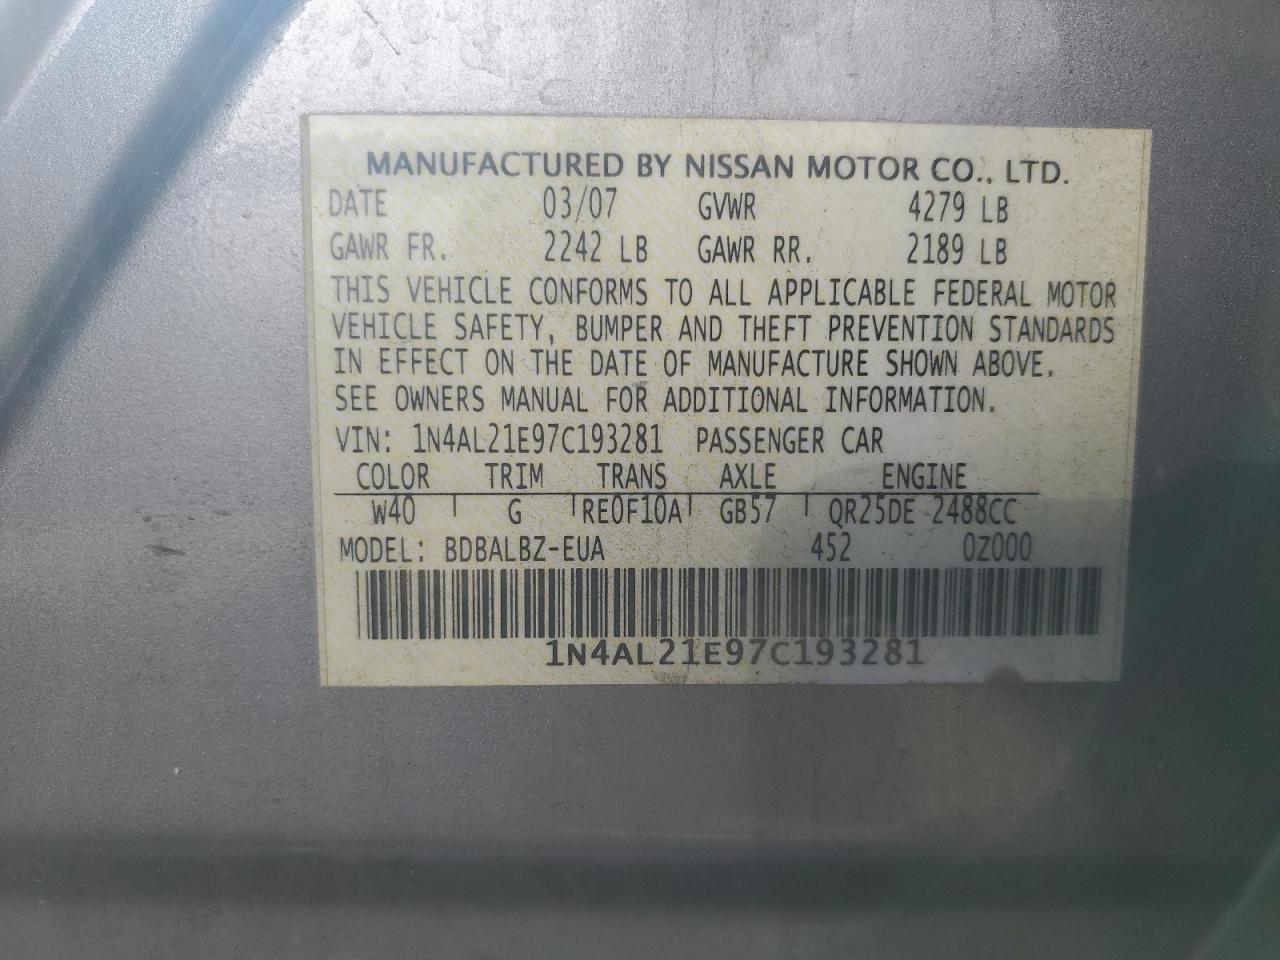 MANUFACTURED BY NISSAN MOTOR CO., LTD.
DATE 03/07 GVWR 4279 LB
GAWR FR. 2242 LB GAWR RR. 2189 LB
THIS VEHICLE CONFORMS TO ALL APPLICABLE FEDERAL MOTOR
VEHICLE SAFETY, BUMPER AND THEFT PREVENTION STANDARDS
IN EFFECT ON THE DATE OF MANUFACTURE SHOWN ABOVE.
SEE OWNERS MANUAL FOR ADDITIONAL INFORMATION.
VIN: 1N4AL21E97C193281 PASSENGER CAR
COLOR TRIM TRANS AXLE ENGINE
W40 G RE0F10A GB57 QR25DE 2488CC
MODEL: BDBALBZ-EUA 452 0Z000
1N4AL21E97C193281